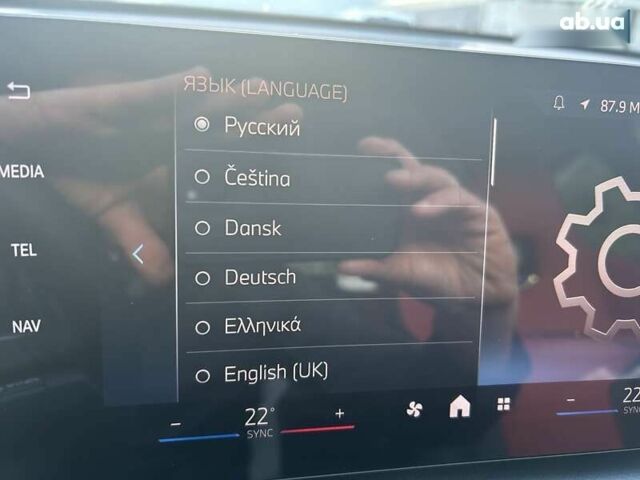 ab.ua
ЯЗЫК (LANGUAGE)
87.9 M
Русский
MEDIA
Čeština
Dansk
TEL
Deutsch
NAV
Ελληνικά
English (UK)
− 22° +
SYNC
− 22
SYNC